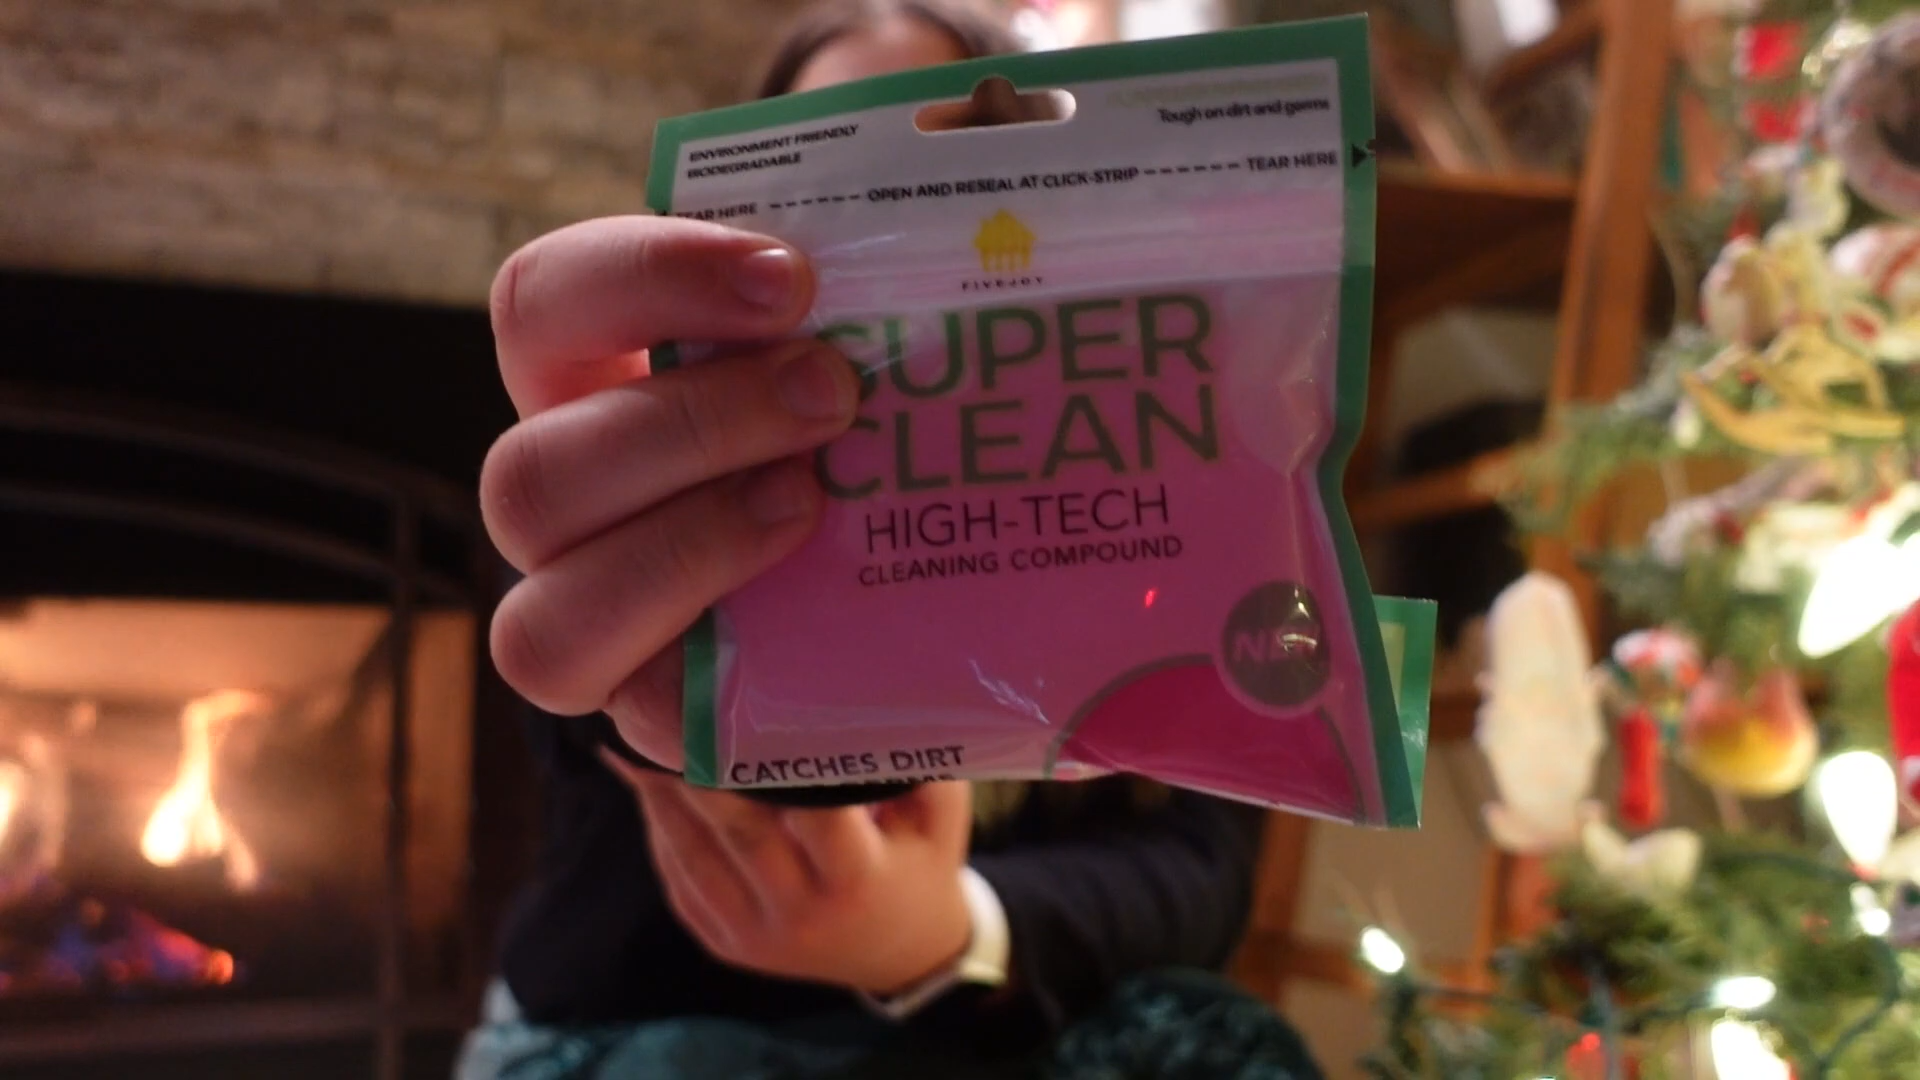 ENVIRONMENT FRIENDLY
BIODEGRADABLE
Tough on dirt and germs
TEAR HERE ------ OPEN AND RESEAL AT CLICK-STRIP ------ TEAR HERE
FIVEJOY
SUPER
CLEAN
HIGH-TECH
CLEANING COMPOUND
CATCHES DIRT